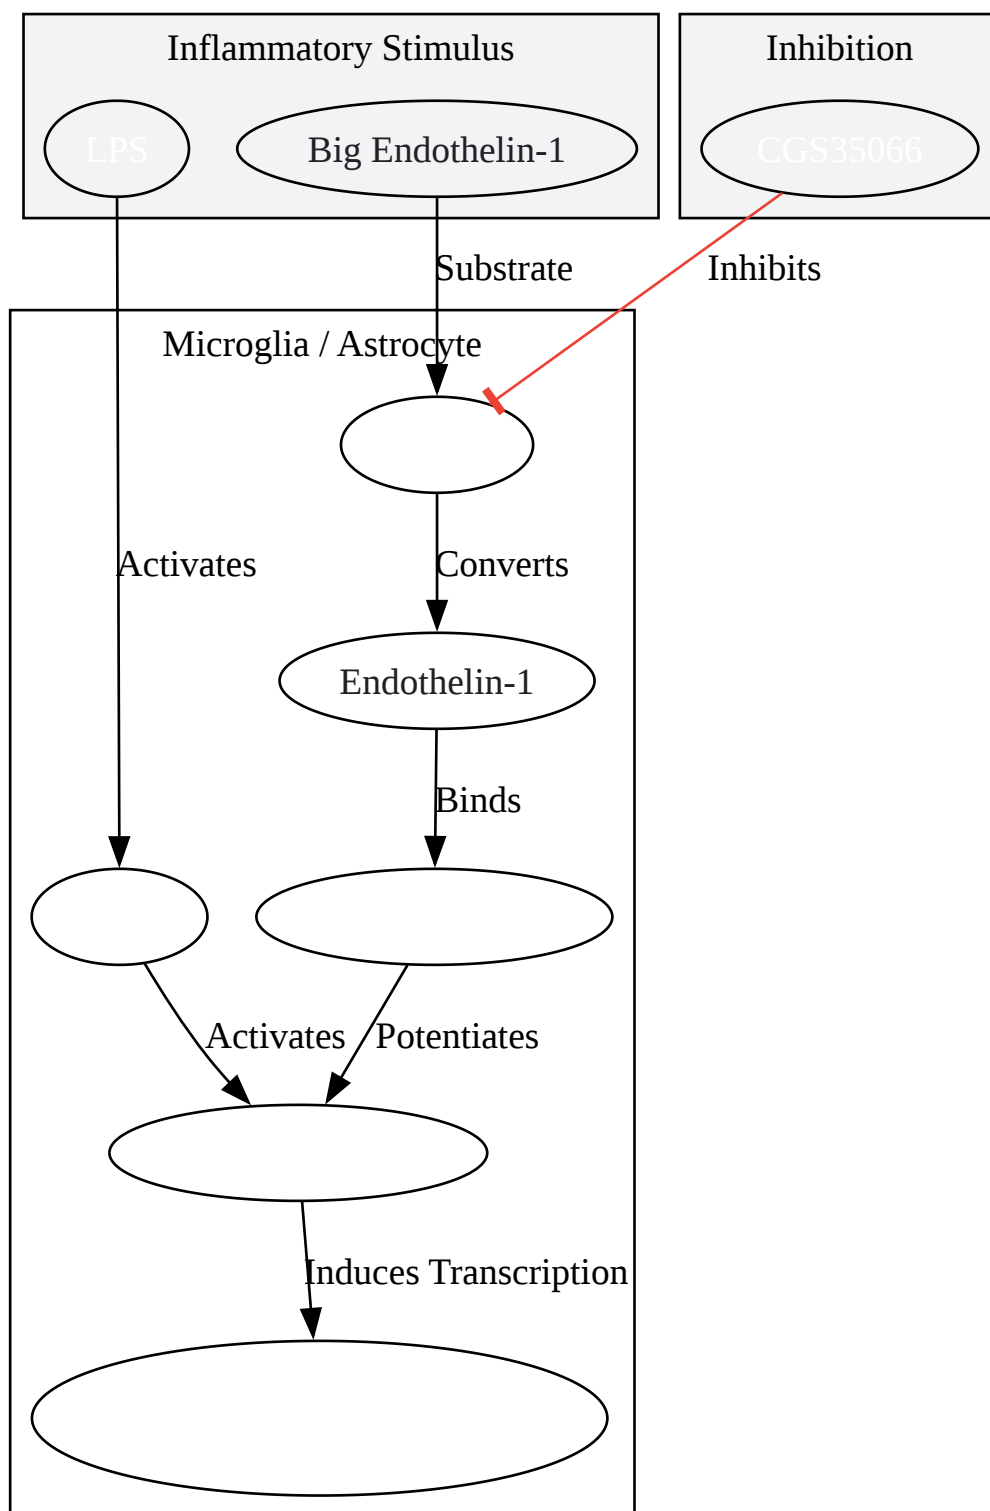 Inflammatory Stimulus
Inhibition
LPS
Big Endothelin-1
CGS35066
Substrate
Inhibits
Microglia / Astrocyte
Activates
Converts
Endothelin-1
Binds
Activates
Potentiates
Induces Transcription